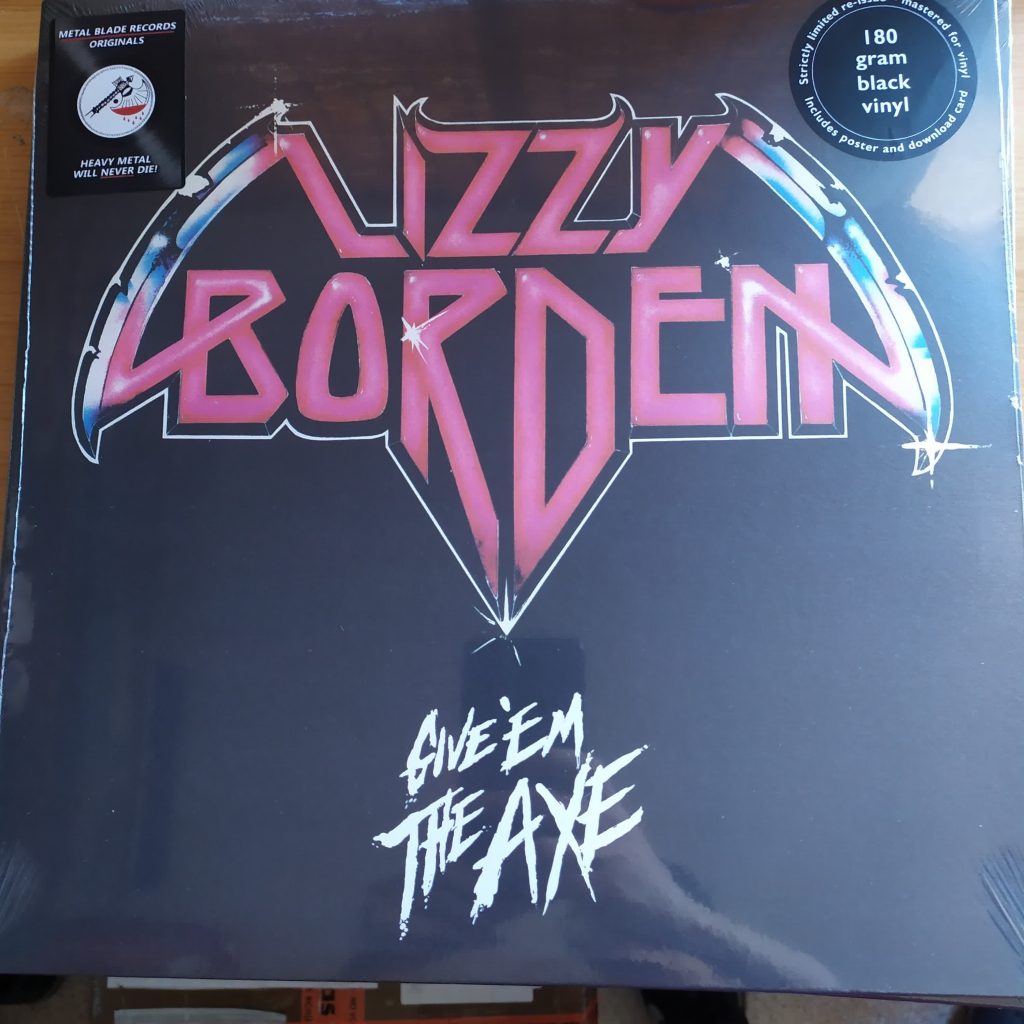 METAL BLADE RECORDS
ORIGINALS
HEAVY METAL
WILL NEVER DIE!
Strictly limited re-issue - mastered for vinyl
180
gram
black
vinyl
Includes poster and download card
LIZZY
BORDEN
GIVE 'EM
THE AXE